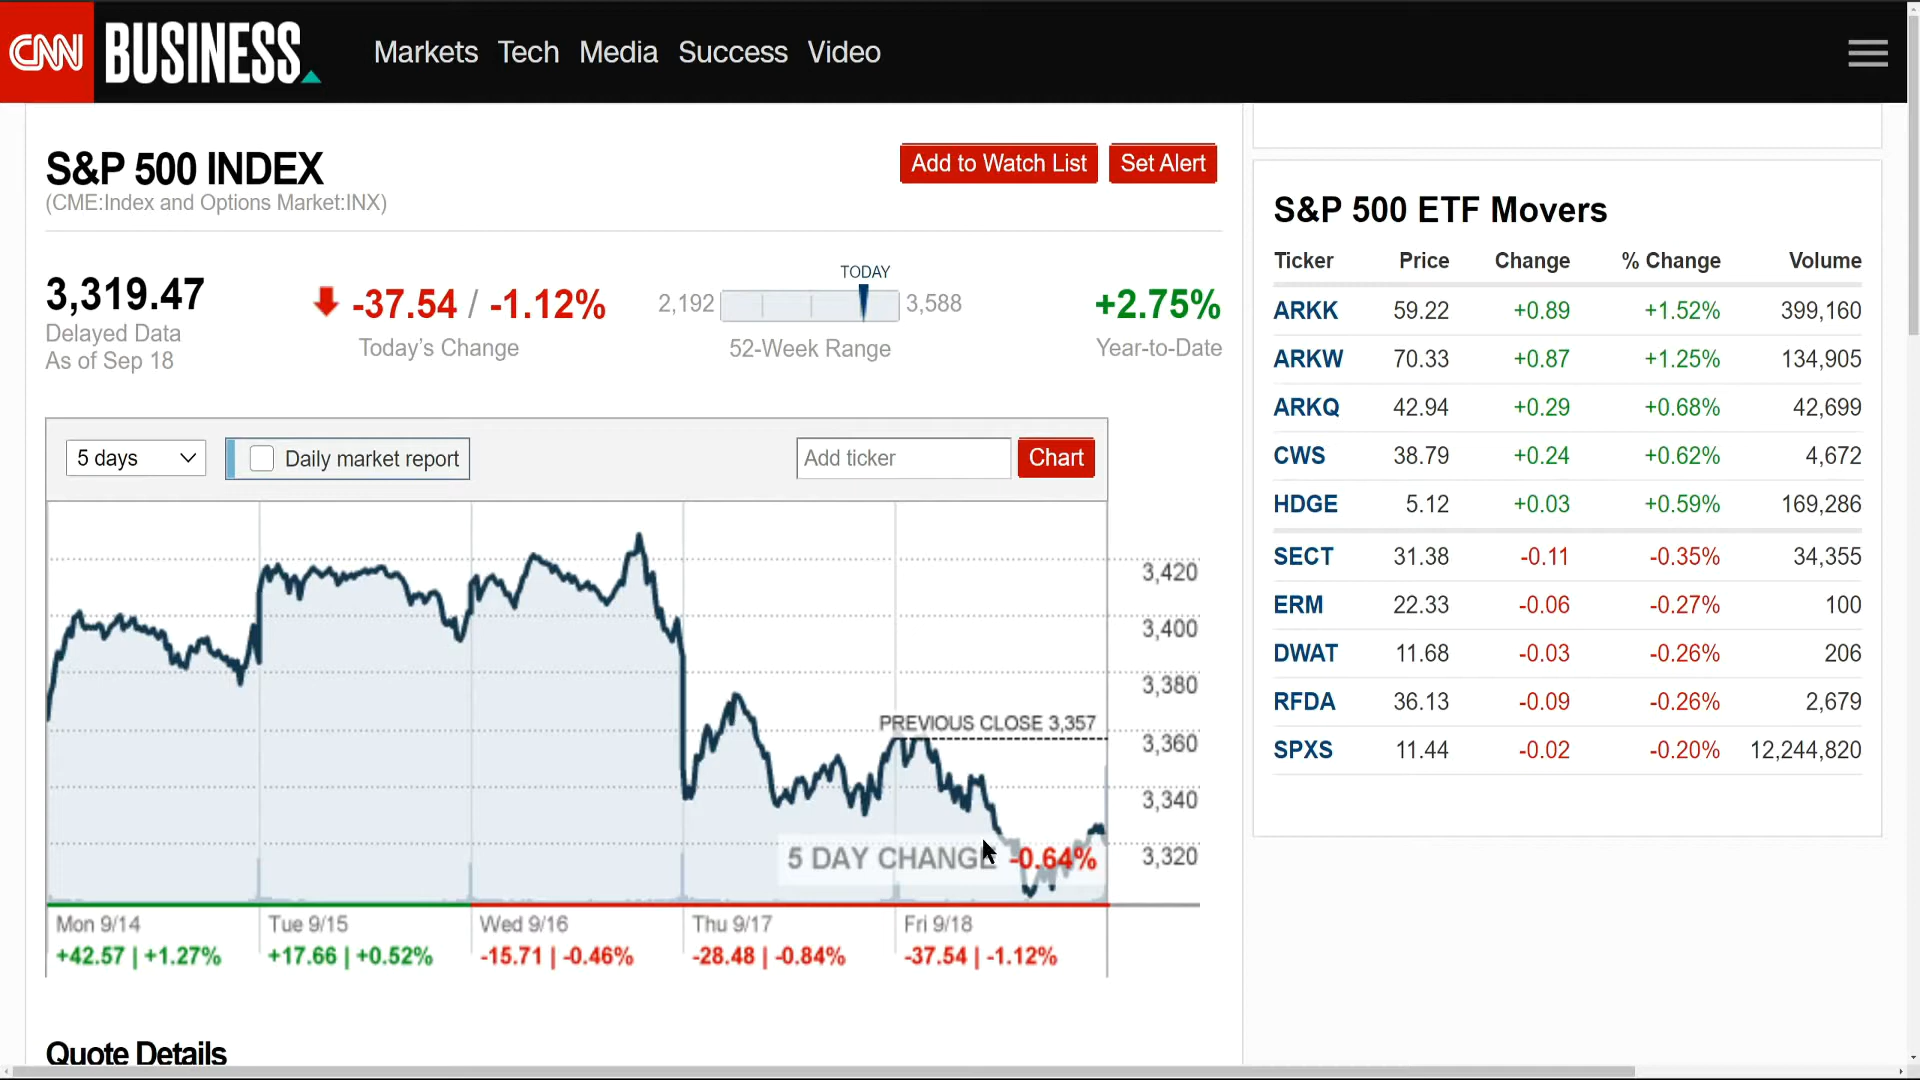 CNN BUSINESS
Markets Tech Media Success Video
S&P 500 INDEX
(CME:Index and Options Market:INX)
Add to Watch List Set Alert
3,319.47
Delayed Data
As of Sep 18
-37.54 / -1.12%
Today's Change
TODAY
2,192 3,588
52-Week Range
+2.75%
Year-to-Date
5 days Daily market report Add ticker Chart
3,420
3,400
3,380
PREVIOUS CLOSE 3,357
3,360
3,340
3,320
5 DAY CHANGE -0.64%
Mon 9/14 Tue 9/15 Wed 9/16 Thu 9/17 Fri 9/18
+42.57 | +1.27% +17.66 | +0.52% -15.71 | -0.46% -28.48 | -0.84% -37.54 | -1.12%
Quote Details
S&P 500 ETF Movers
Ticker Price Change % Change Volume
ARKK 59.22 +0.89 +1.52% 399,160
ARKW 70.33 +0.87 +1.25% 134,905
ARKQ 42.94 +0.29 +0.68% 42,699
CWS 38.79 +0.24 +0.62% 4,672
HDGE 5.12 +0.03 +0.59% 169,286
SECT 31.38 -0.11 -0.35% 34,355
ERM 22.33 -0.06 -0.27% 100
DWAT 11.68 -0.03 -0.26% 206
RFDA 36.13 -0.09 -0.26% 2,679
SPXS 11.44 -0.02 -0.20% 12,244,820